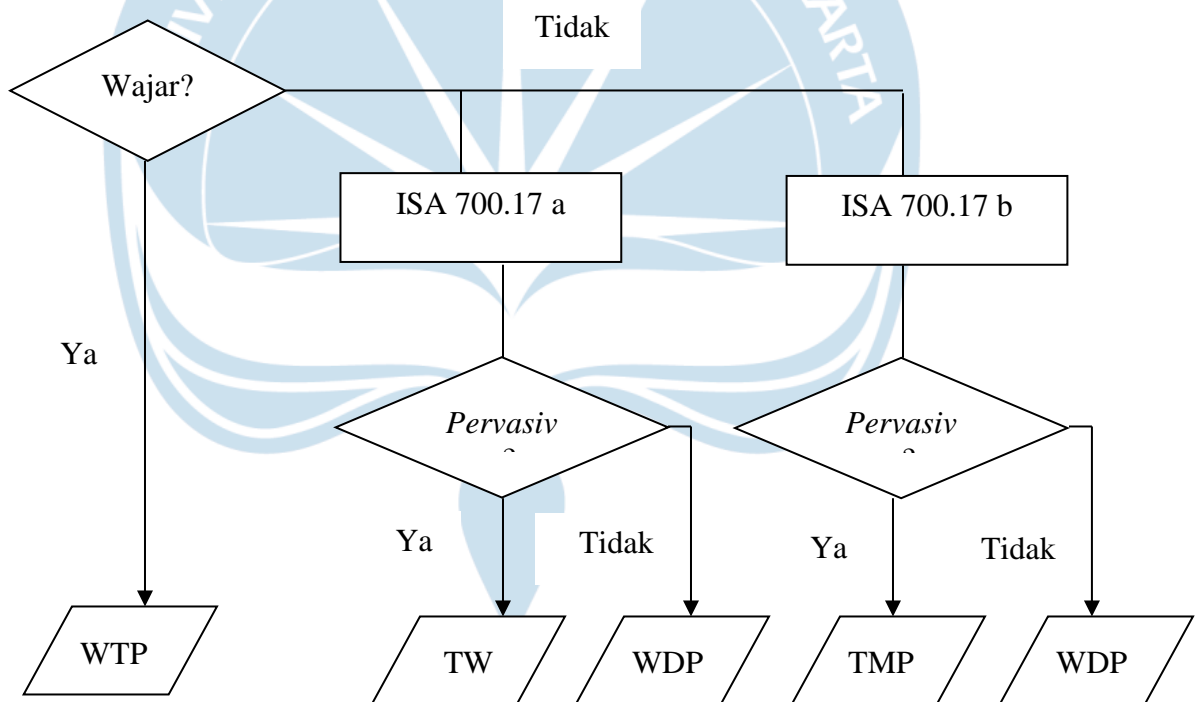 Tidak
Wajar?
ISA 700.17 a
ISA 700.17 b
Ya
Pervasiv
Pervasiv
Ya
Tidak
Ya
Tidak
WTP
TW
WDP
TMP
WDP
ARTA